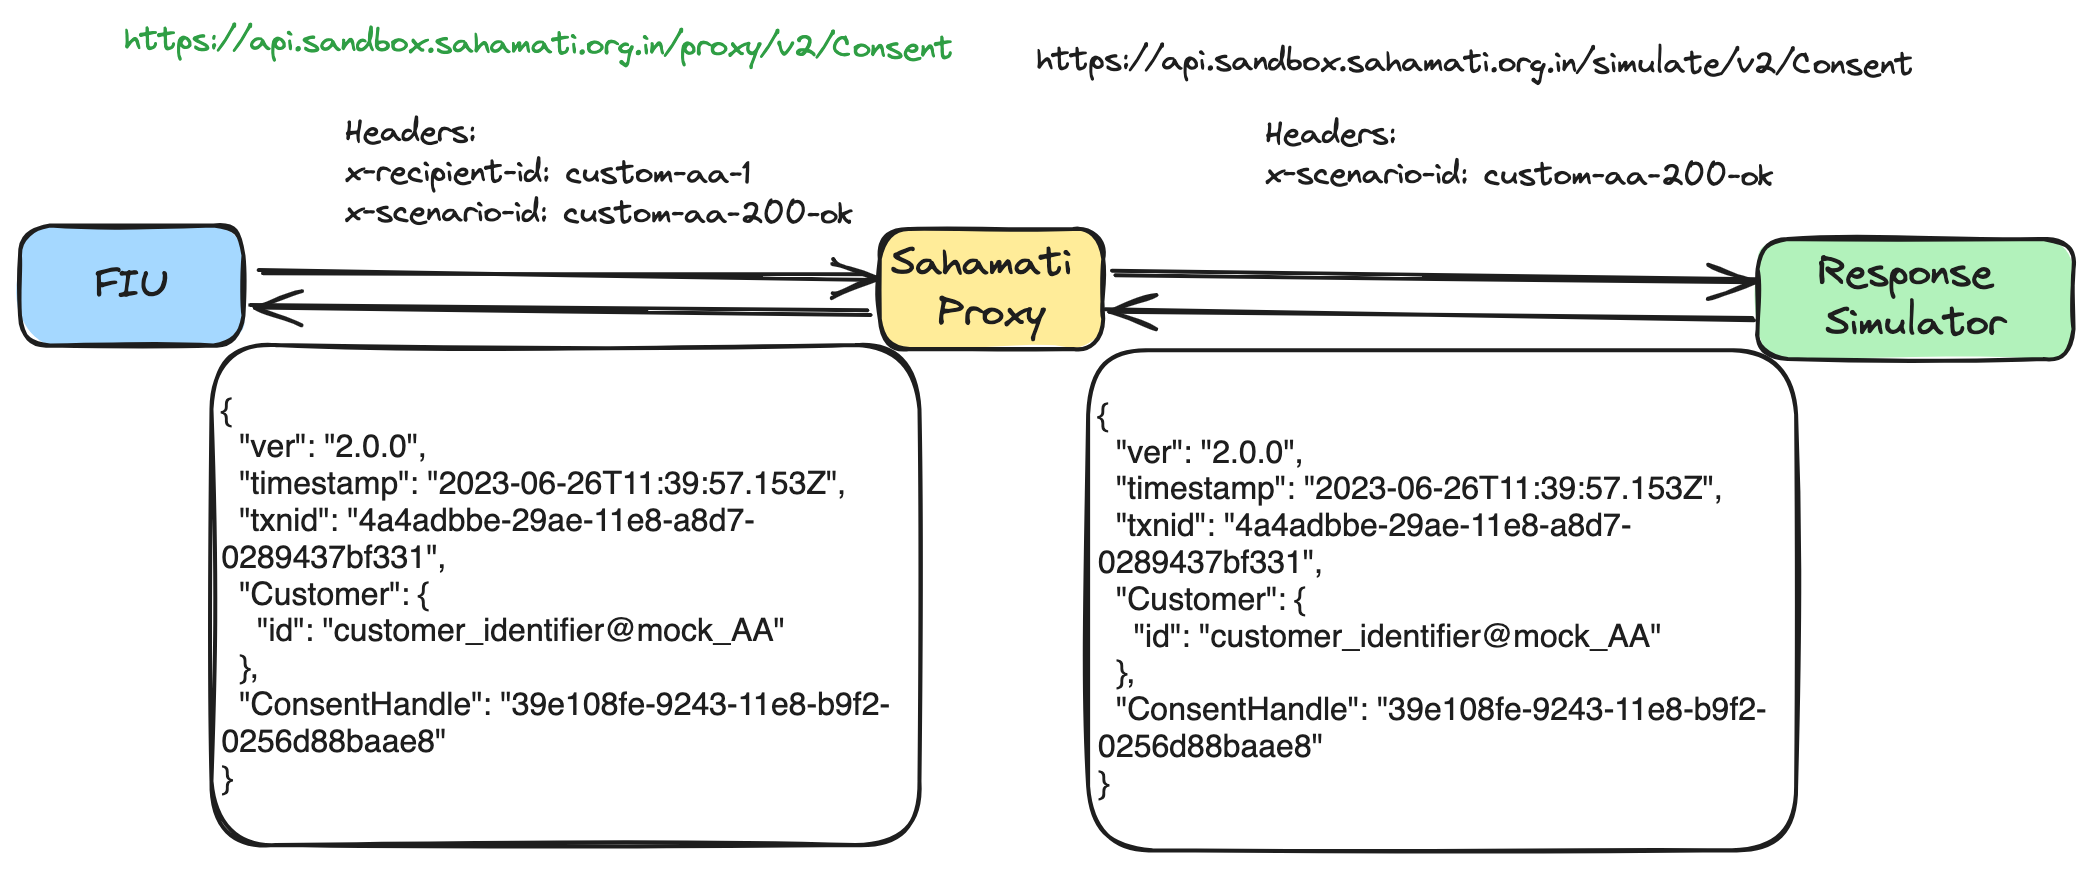 https://api.sandbox.sahamati.org.in/proxy/v2/Consent
https://api.sandbox.sahamati.org.in/simulate/v2/Consent
Headers:
x-recipient-id: custom-aa-1
x-scenario-id: custom-aa-200-ok
Headers:
x-scenario-id: custom-aa-200-ok
FIU
Sahamati
Proxy
Response
Simulator
{
"ver": "2.0.0",
"timestamp": "2023-06-26T11:39:57.153Z",
"txnid": "4a4adbbe-29ae-11e8-a8d7-
0289437bf331",
"Customer": {
"id": "customer_identifier@mock_AA"
},
"ConsentHandle": "39e108fe-9243-11e8-b9f2-
0256d88baae8"
}
{
"ver": "2.0.0",
"timestamp": "2023-06-26T11:39:57.153Z",
"txnid": "4a4adbbe-29ae-11e8-a8d7-
0289437bf331",
"Customer": {
"id": "customer_identifier@mock_AA"
},
"ConsentHandle": "39e108fe-9243-11e8-b9f2-
0256d88baae8"
}